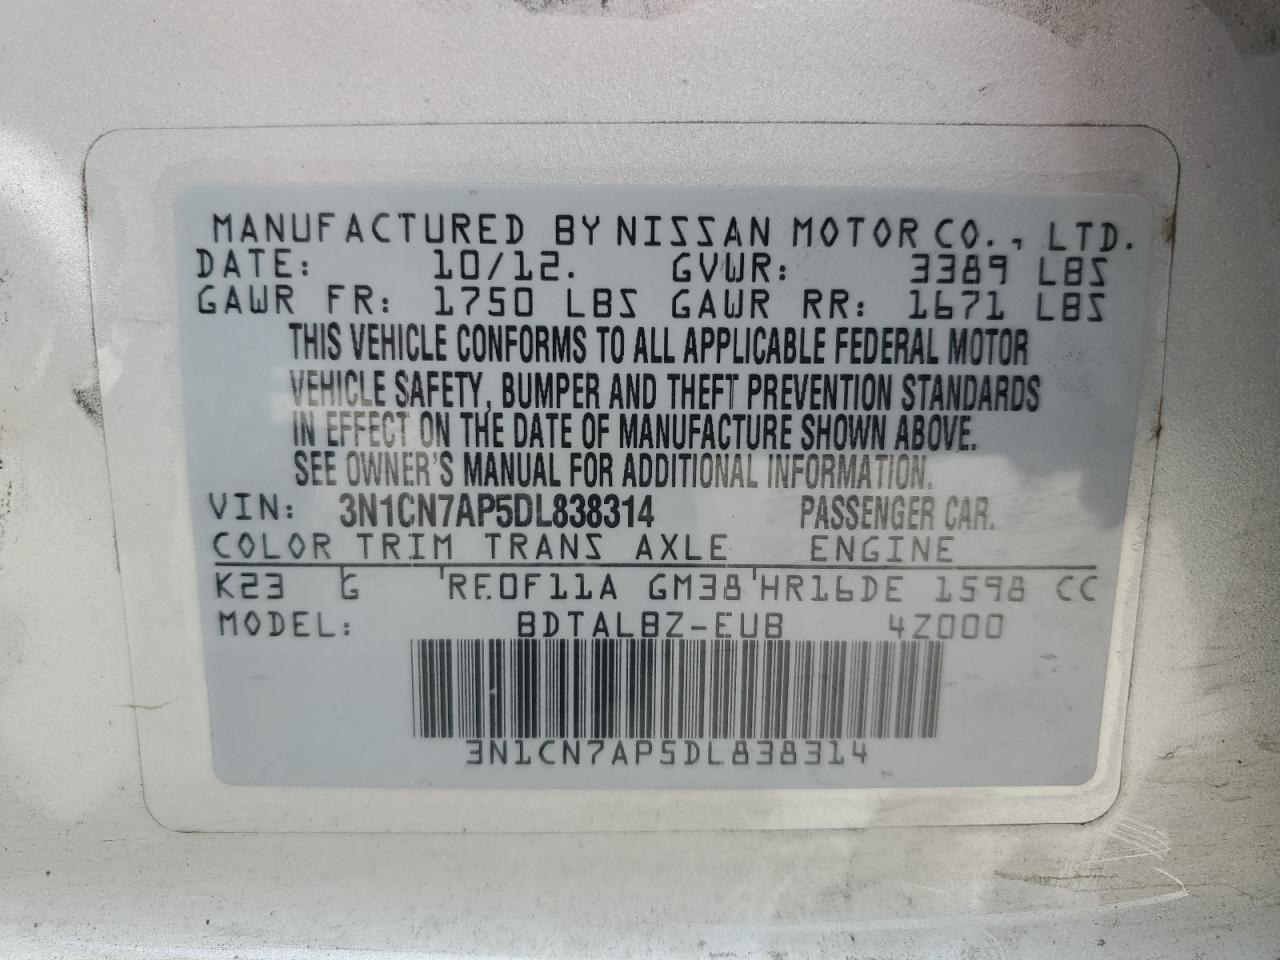 MANUFACTURED BY NISSAN MOTOR CO., LTD.
DATE: 10/12. GVWR: 3389 LBS
GAWR FR: 1750 LBS GAWR RR: 1671 LBS
THIS VEHICLE CONFORMS TO ALL APPLICABLE FEDERAL MOTOR
VEHICLE SAFETY, BUMPER AND THEFT PREVENTION STANDARDS
IN EFFECT ON THE DATE OF MANUFACTURE SHOWN ABOVE.
SEE OWNER'S MANUAL FOR ADDITIONAL INFORMATION.
VIN: 3N1CN7AP5DL838314 PASSENGER CAR.
COLOR TRIM TRANS AXLE ENGINE
K23 G RE0F11A GM38 HR16DE 1598 CC
MODEL: BDTALBZ-EUB 4Z000
3N1CN7AP5DL838314